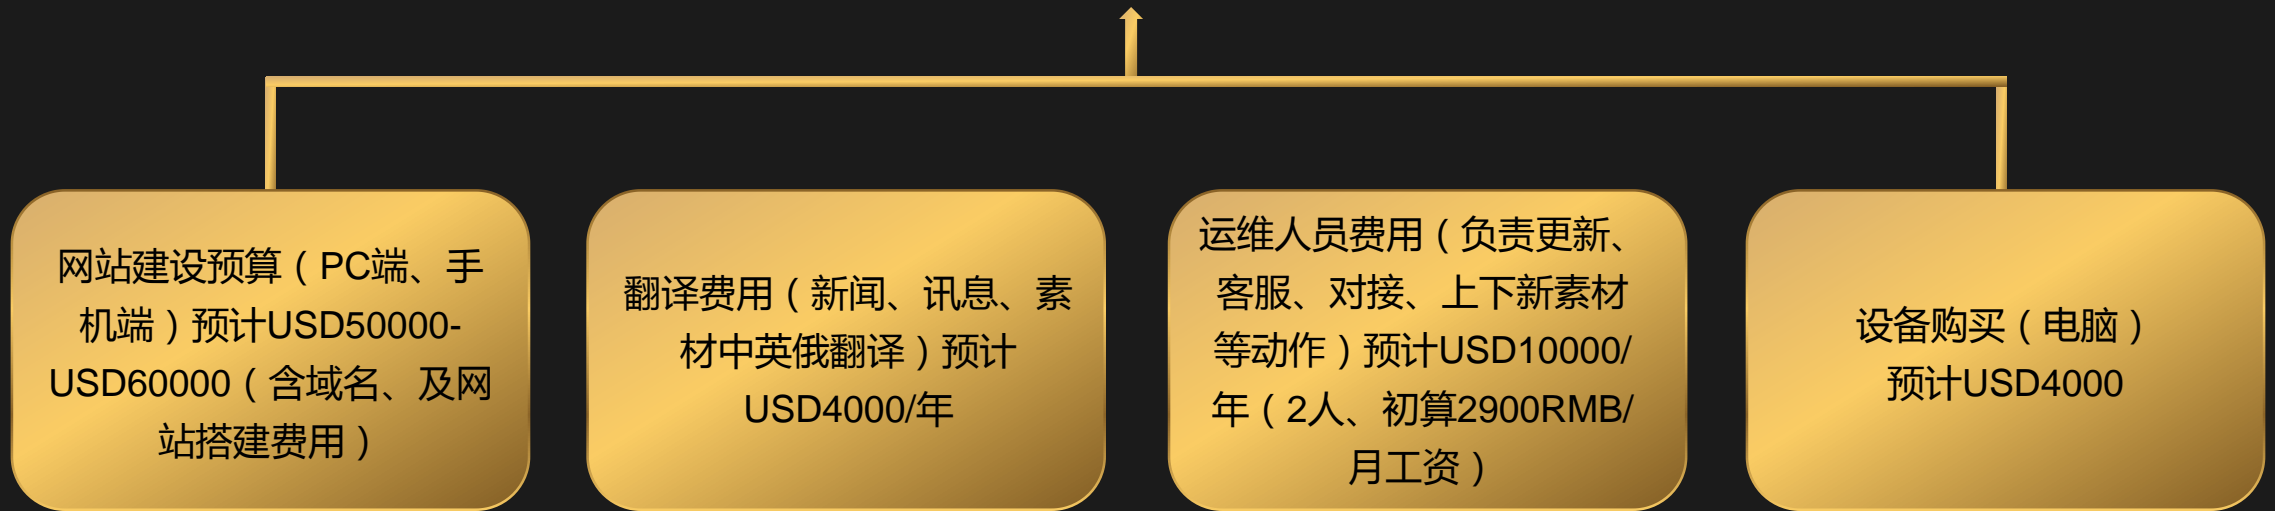 网站建设预算（PC端、手
机端）预计USD50000-
USD60000（含域名、及网
站搭建费用）
翻译费用（新闻、讯息、素
材中英俄翻译）预计
USD4000/年
运维人员费用（负责更新、
客服、对接、上下新素材
等动作）预计USD10000/
年（2人、初算2900RMB/
月工资）
设备购买（电脑）
预计USD4000